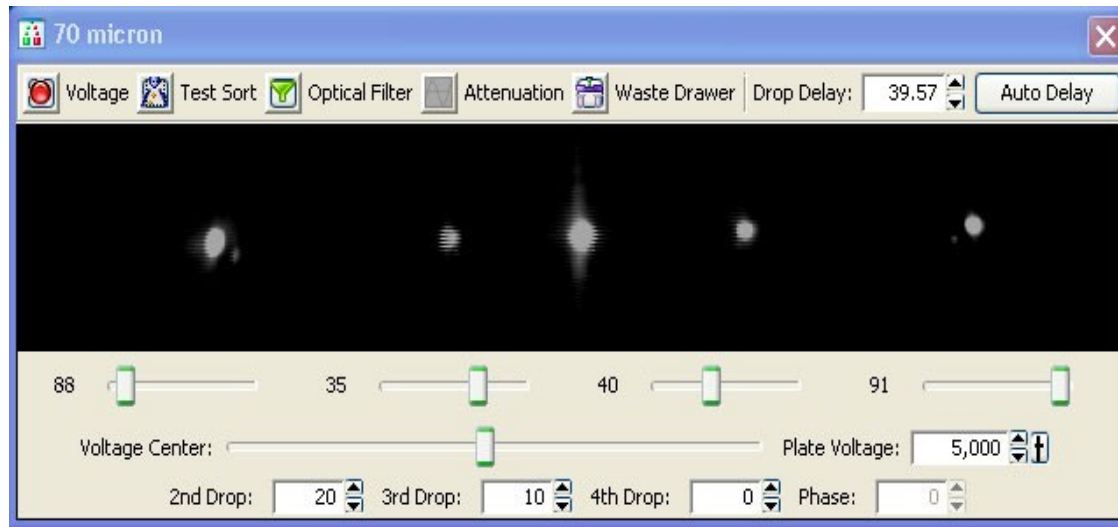 70 micron
Voltage Test Sort Optical Filter Attenuation Waste Drawer Drop Delay: 39.57 Auto Delay
88 35 40 91
Voltage Center: Plate Voltage: 5,000
2nd Drop: 20 3rd Drop: 10 4th Drop: 0 Phase: 0